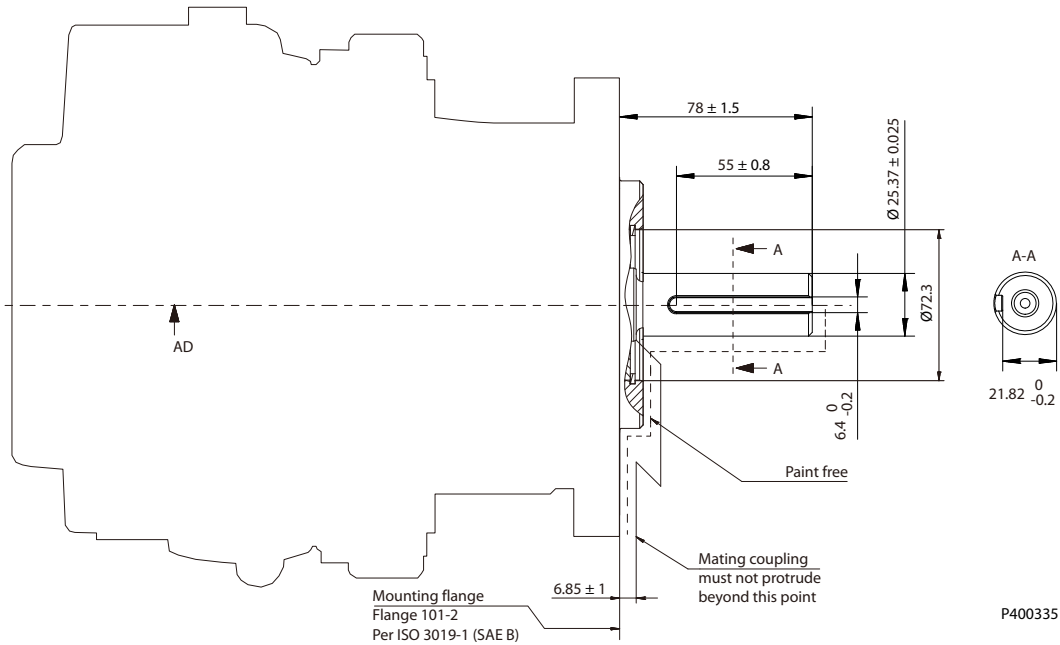 78 ± 1.5
55 ± 0.8
Ø 25.37 ± 0.025
Ø72.3
A
A
A-A
AD
21.82 0 -0.2
6.4 0 -0.2
Paint free
Mating coupling
must not protrude
beyond this point
6.85 ± 1
Mounting flange
Flange 101-2
Per ISO 3019-1 (SAE B)
P400335